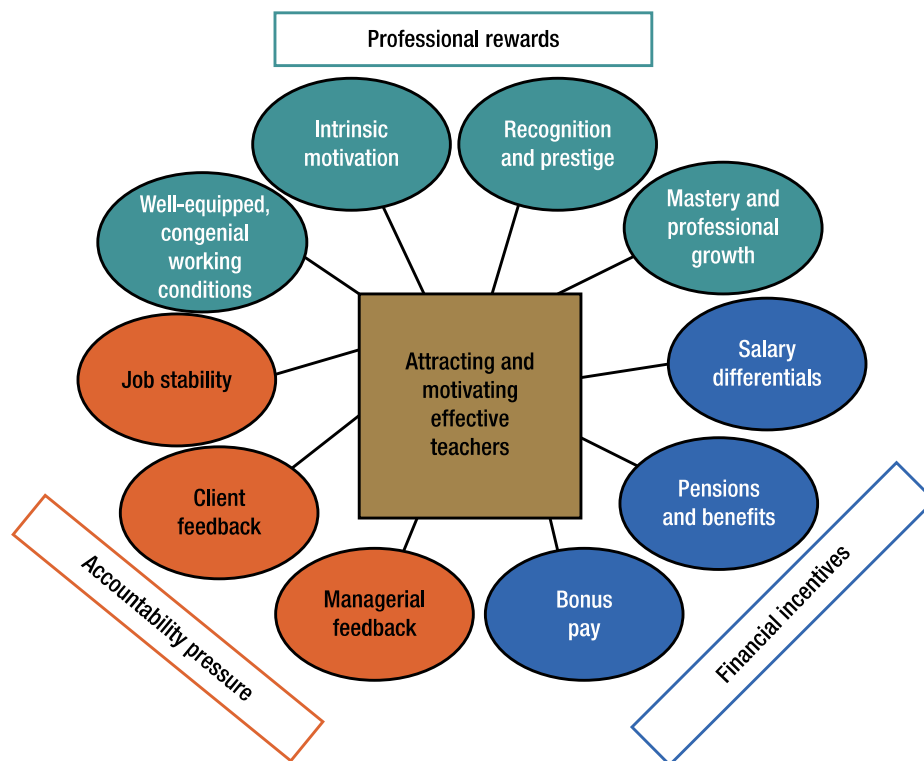 Professional rewards
Intrinsic
motivation
Recognition
and prestige
Well-equipped,
congenial
working
conditions
Mastery and
professional
growth
Job stability
Attracting and
motivating
effective
teachers
Salary
differentials
Client
feedback
Pensions
and benefits
Managerial
feedback
Bonus
pay
Accountability pressure
Financial incentives